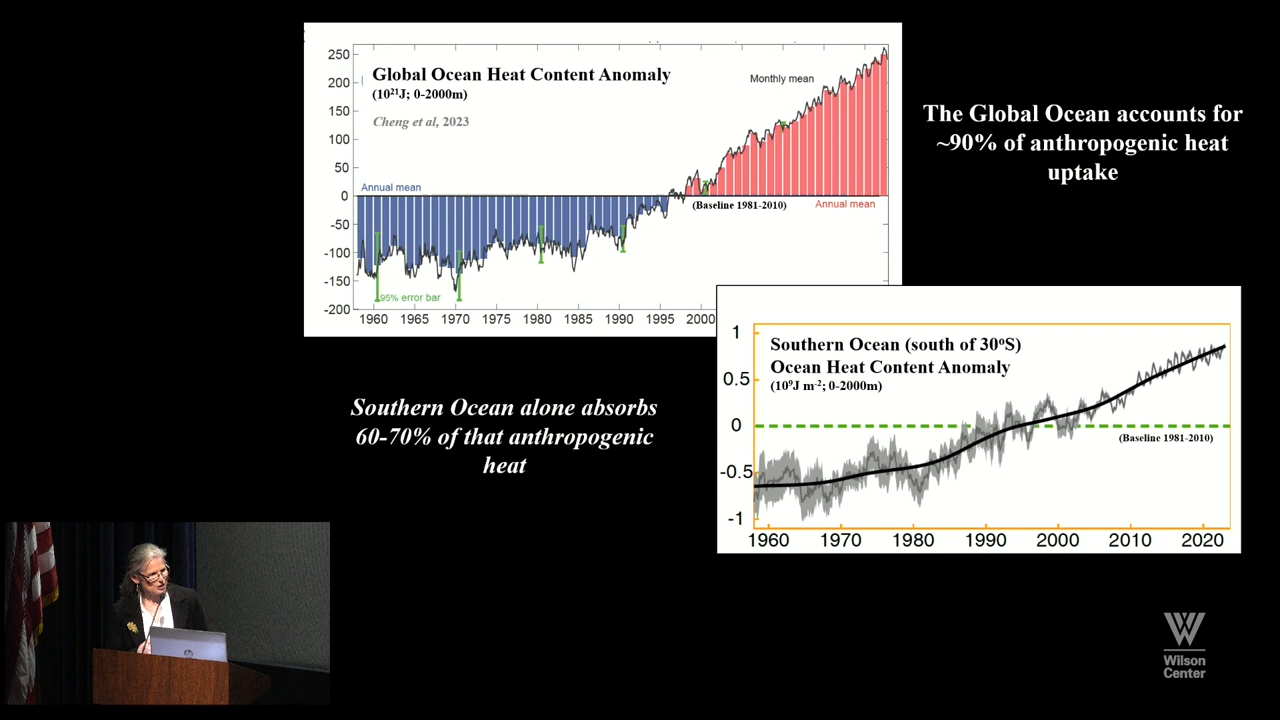 250
200
150
100
50
0
-50
-100
-150
-200
Global Ocean Heat Content Anomaly
(10²¹J; 0-2000m)
Cheng et al, 2023
Monthly mean
Annual mean
(Baseline 1981-2010)
Annual mean
95% error bar
1960 1965 1970 1975 1980 1985 1990 1995 2000
The Global Ocean accounts for
~90% of anthropogenic heat
uptake
Southern Ocean alone absorbs
60-70% of that anthropogenic
heat
1
0.5
0
-0.5
-1
Southern Ocean (south of 30ºS)
Ocean Heat Content Anomaly
(10⁹J m⁻²; 0-2000m)
(Baseline 1981-2010)
1960 1970 1980 1990 2000 2010 2020
Wilson
Center